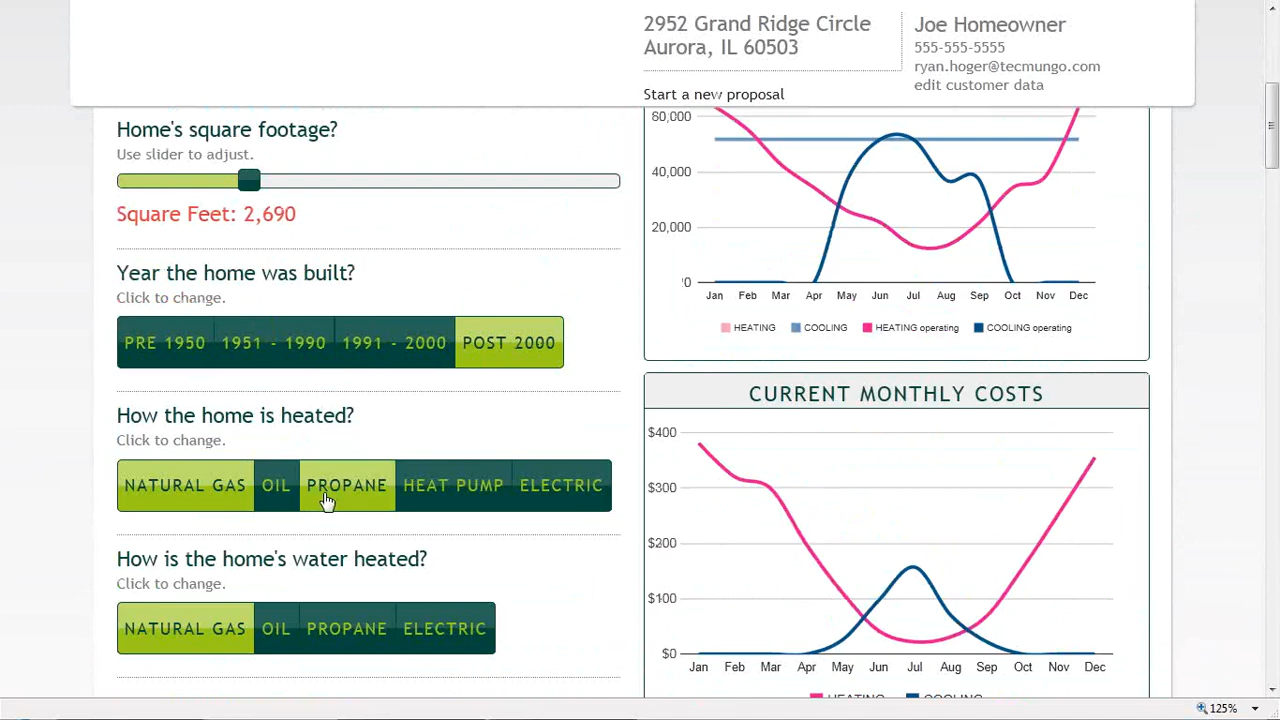 2952 Grand Ridge Circle
Aurora, IL 60503
Joe Homeowner
555-555-5555
ryan.hoger@tecmungo.com
edit customer data
Start a new proposal
Home's square footage?
Use slider to adjust.
Square Feet: 2,690
Year the home was built?
Click to change.
PRE 1950 1951 - 1990 1991 - 2000 POST 2000
How the home is heated?
Click to change.
NATURAL GAS OIL PROPANE HEAT PUMP ELECTRIC
How is the home's water heated?
Click to change.
NATURAL GAS OIL PROPANE ELECTRIC
60,000
40,000
20,000
0
Jan Feb Mar Apr May Jun Jul Aug Sep Oct Nov Dec
HEATING COOLING HEATING operating COOLING operating
CURRENT MONTHLY COSTS
$400
$300
$200
$100
$0
Jan Feb Mar Apr May Jun Jul Aug Sep Oct Nov Dec
HEATING COOLING
125%